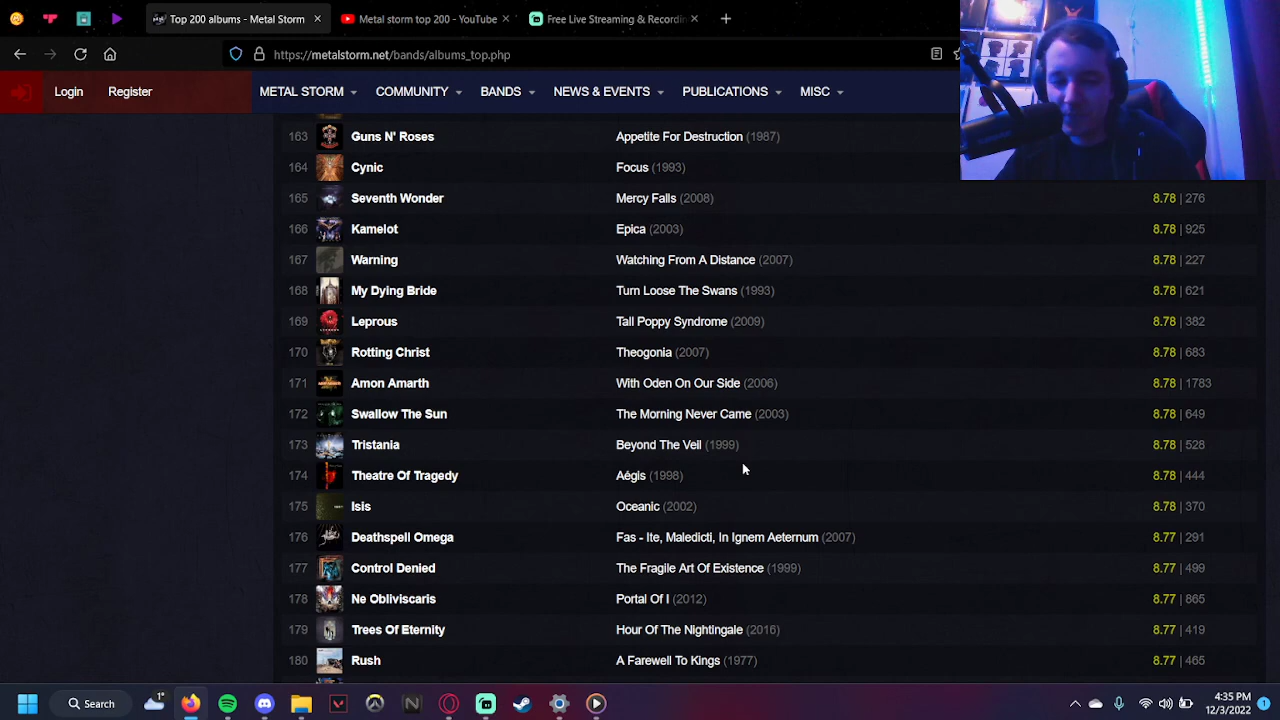 Top 200 albums - Metal Storm
Metal storm top 200 - YouTube
Free Live Streaming & Recordin
https://metalstorm.net/bands/albums_top.php
Login Register METAL STORM COMMUNITY BANDS NEWS & EVENTS PUBLICATIONS MISC
163 Guns N' Roses Appetite For Destruction (1987)
164 Cynic Focus (1993)
165 Seventh Wonder Mercy Falls (2008) 8.78 | 276
166 Kamelot Epica (2003) 8.78 | 925
167 Warning Watching From A Distance (2007) 8.78 | 227
168 My Dying Bride Turn Loose The Swans (1993) 8.78 | 621
169 Leprous Tall Poppy Syndrome (2009) 8.78 | 382
170 Rotting Christ Theogonia (2007) 8.78 | 683
171 Amon Amarth With Oden On Our Side (2006) 8.78 | 1783
172 Swallow The Sun The Morning Never Came (2003) 8.78 | 649
173 Tristania Beyond The Veil (1999) 8.78 | 528
174 Theatre Of Tragedy Aégis (1998) 8.78 | 444
175 Isis Oceanic (2002) 8.78 | 370
176 Deathspell Omega Fas - Ite, Maledicti, In Ignem Aeternum (2007) 8.77 | 291
177 Control Denied The Fragile Art Of Existence (1999) 8.77 | 499
178 Ne Obliviscaris Portal Of I (2012) 8.77 | 865
179 Trees Of Eternity Hour Of The Nightingale (2016) 8.77 | 419
180 Rush A Farewell To Kings (1977) 8.77 | 465
Search
4:35 PM
12/3/2022